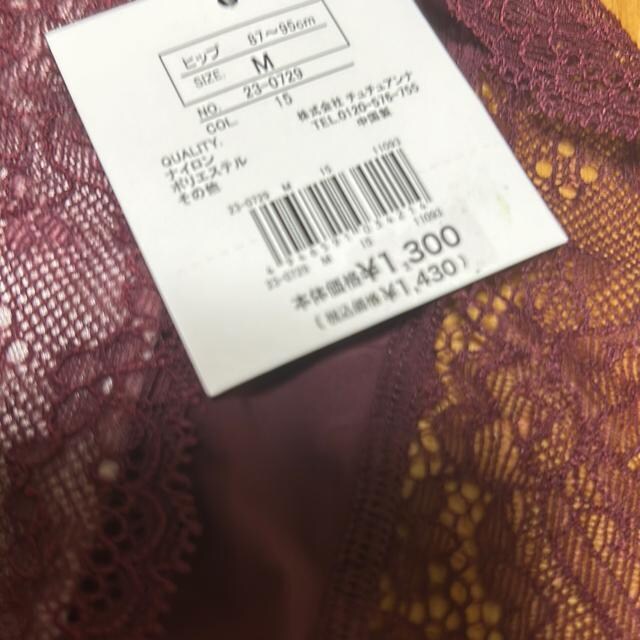 ヒップ 87〜95cm
SIZE M
NO. 23-0729
COL. 15
QUALITY
ナイロン
ポリエステル
その他
株式会社 チュチュアンナ
TEL.0120-576-755
中国製
23-0729 M 15 11093
23-0729 M 15 11093
本体価格¥1,300
(税込価格¥1,430)